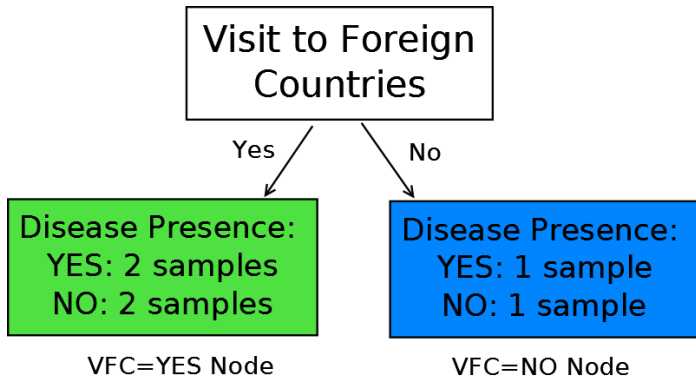 Visit to Foreign
Countries
Yes
No
Disease Presence:
YES: 2 samples
NO: 2 samples
Disease Presence:
YES: 1 sample
NO: 1 sample
VFC=YES Node
VFC=NO Node